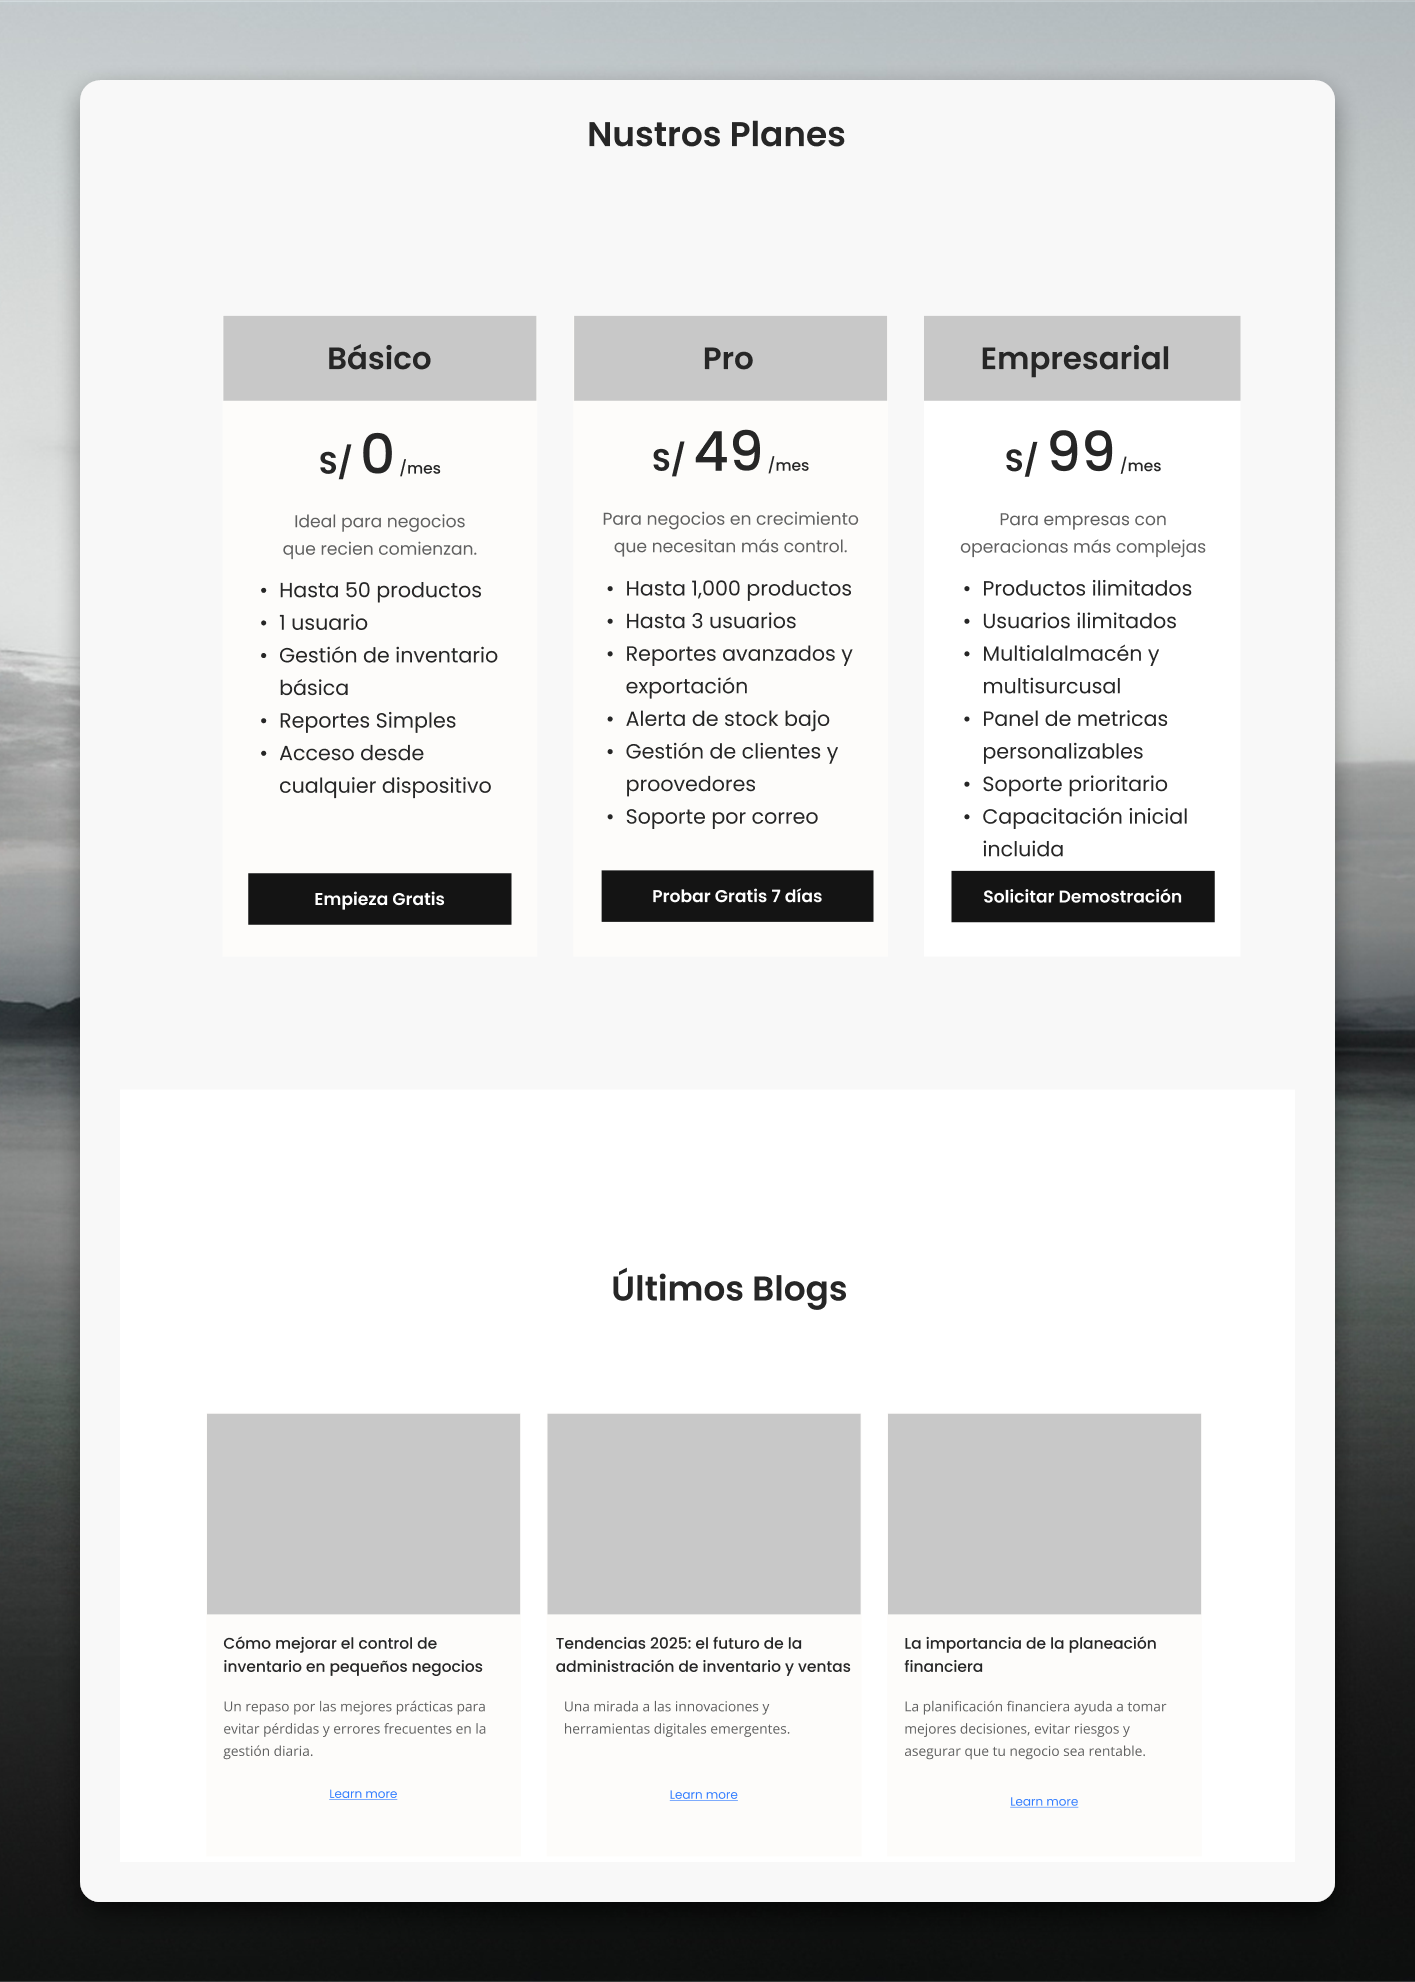 Nustros Planes
Básico
s/ 0 /mes
Ideal para negocios
que recien comienzan.
• Hasta 50 productos
• 1 usuario
• Gestión de inventario
básica
• Reportes Simples
• Acceso desde
cualquier dispositivo
Empieza Gratis
Pro
s/ 49 /mes
Para negocios en crecimiento
que necesitan más control.
• Hasta 1,000 productos
• Hasta 3 usuarios
• Reportes avanzados y
exportación
• Alerta de stock bajo
• Gestión de clientes y
proovedores
• Soporte por correo
Probar Gratis 7 días
Empresarial
s/ 99 /mes
Para empresas con
operacionas más complejas
• Productos ilimitados
• Usuarios ilimitados
• Multialalmacén y
multisurcusal
• Panel de metricas
personalizables
• Soporte prioritario
• Capacitación inicial
incluida
Solicitar Demostración
Últimos Blogs
Cómo mejorar el control de
inventario en pequeños negocios
Un repaso por las mejores prácticas para
evitar pérdidas y errores frecuentes en la
gestión diaria.
Learn more
Tendencias 2025: el futuro de la
administración de inventario y ventas
Una mirada a las innovaciones y
herramientas digitales emergentes.
Learn more
La importancia de la planeación
financiera
La planificación financiera ayuda a tomar
mejores decisiones, evitar riesgos y
asegurar que tu negocio sea rentable.
Learn more